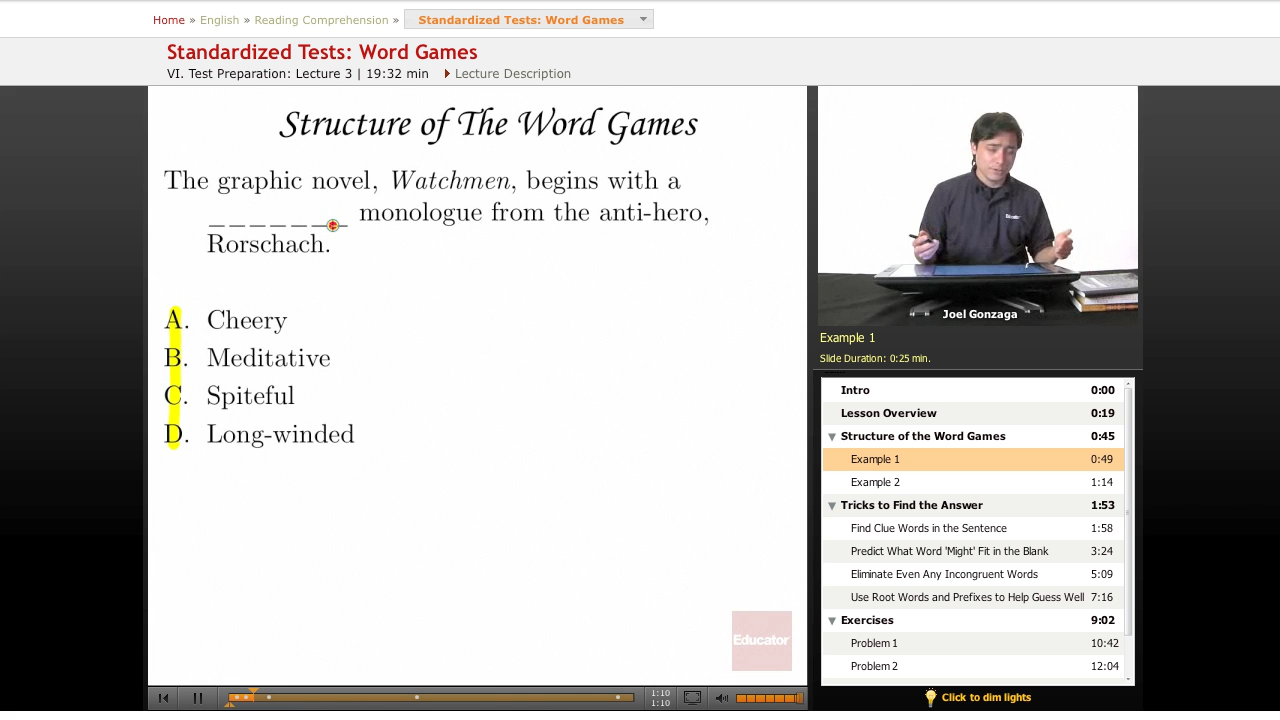 Home » English » Reading Comprehension » Standardized Tests: Word Games
Standardized Tests: Word Games
VI. Test Preparation: Lecture 3 | 19:32 min Lecture Description
Structure of The Word Games
The graphic novel, Watchmen, begins with a
_______ monologue from the anti-hero,
Rorschach.
A. Cheery
B. Meditative
C. Spiteful
D. Long-winded
Educator
1:10
1:10
Educator
Joel Gonzaga
Example 1
Slide Duration: 0:25 min.
Intro 0:00
Lesson Overview 0:19
Structure of the Word Games 0:45
Example 1 0:49
Example 2 1:14
Tricks to Find the Answer 1:53
Find Clue Words in the Sentence 1:58
Predict What Word 'Might' Fit in the Blank 3:24
Eliminate Even Any Incongruent Words 5:09
Use Root Words and Prefixes to Help Guess Well 7:16
Exercises 9:02
Problem 1 10:42
Problem 2 12:04
Click to dim lights